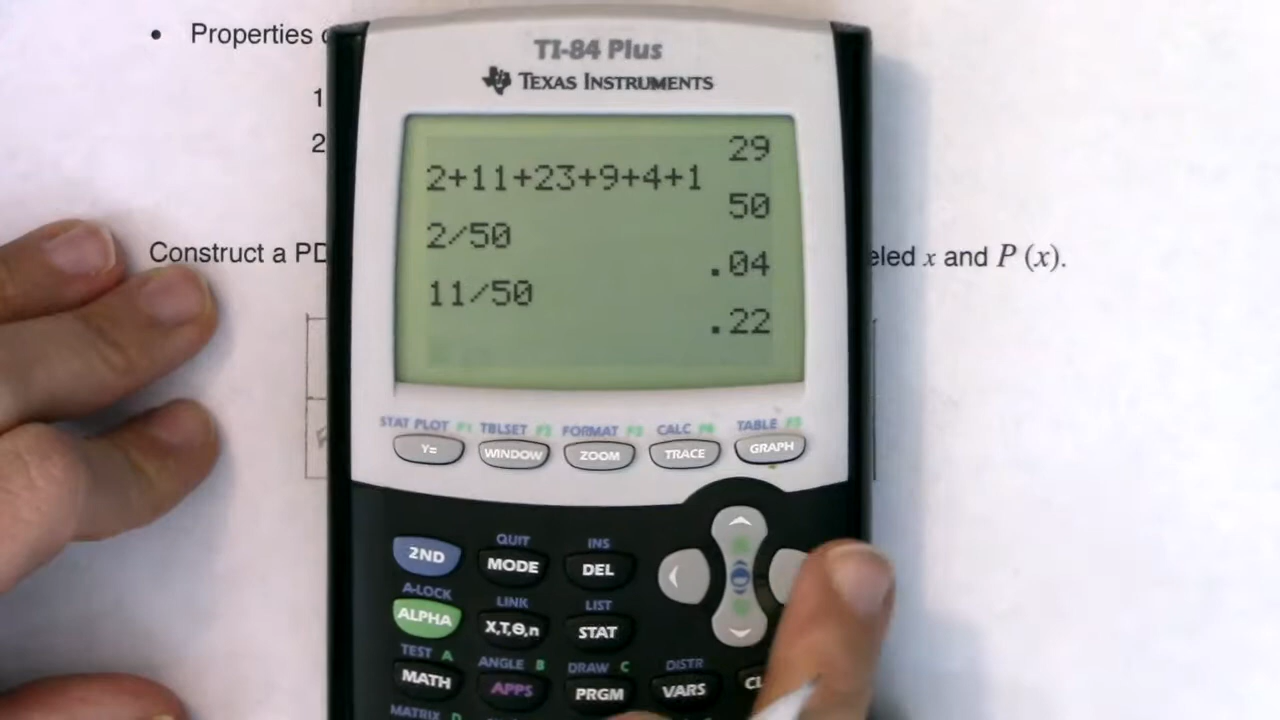 • Properties
TI-84 Plus
TEXAS INSTRUMENTS
1
2
29
2+11+23+9+4+1
50
2/50
.04
11/50
.22
Construct a PD
x and P (x).
STAT PLOT F1 TBLSET F2 FORMAT F3 CALC F4 TABLE F5
Y= WINDOW ZOOM TRACE GRAPH
QUIT INS
2ND MODE DEL
A-LOCK LINK LIST
ALPHA X,T,Θ,n STAT
TEST A ANGLE B DRAW C DISTR
MATH APPS PRGM VARS CL
MATRIX D